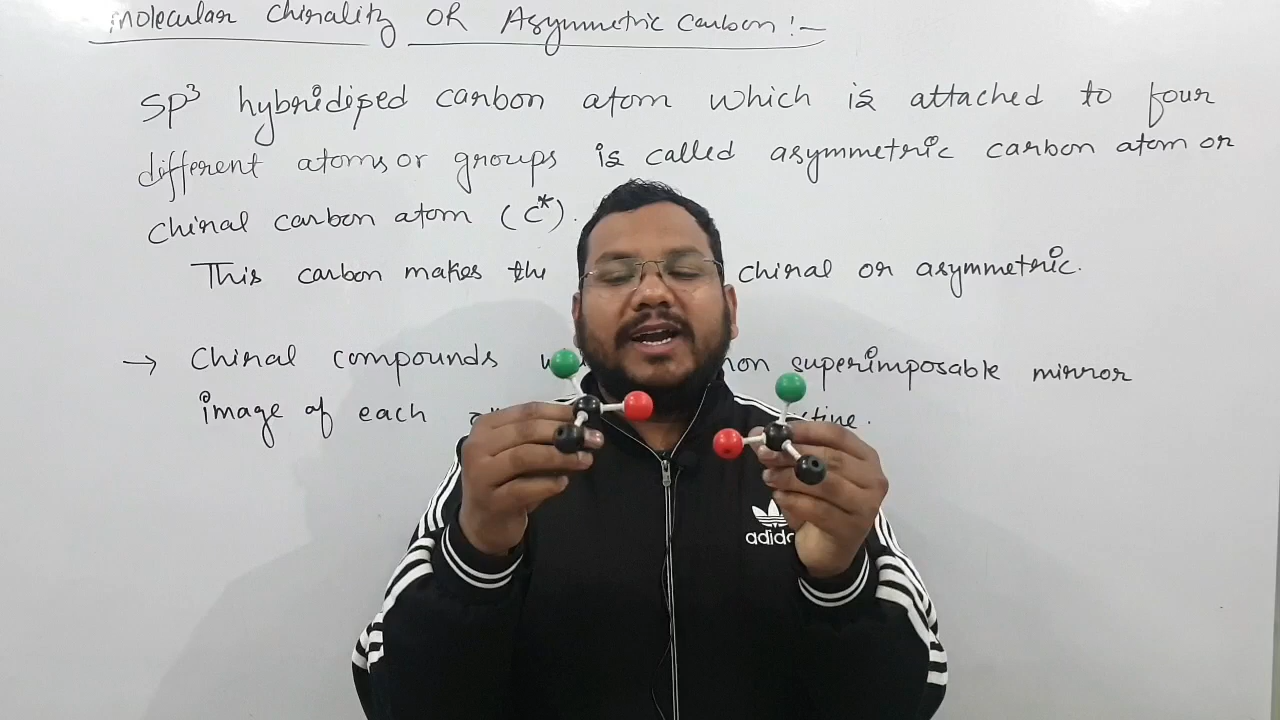 Molecular Chirality OR Asymmetric Carbon :-
SP³ hybridised carbon atom which is attached to four
different atoms or groups is called asymmetric carbon atom or
chiral carbon atom (C*).
This carbon makes the chiral or asymmetric.
→ Chiral compounds non superimposable mirror
image of each
adidas